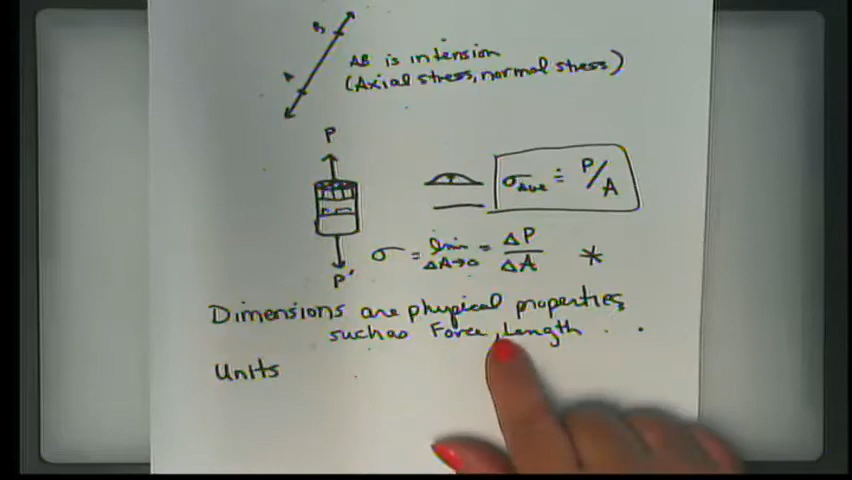 B
AB is in tension
A
(Axial stress, normal stress)
P
σAve ≐ P/A
σ = lim ΔA→0 = ΔP/ΔA *
P'
Dimensions are physical properties
such as Force, Length . .
Units